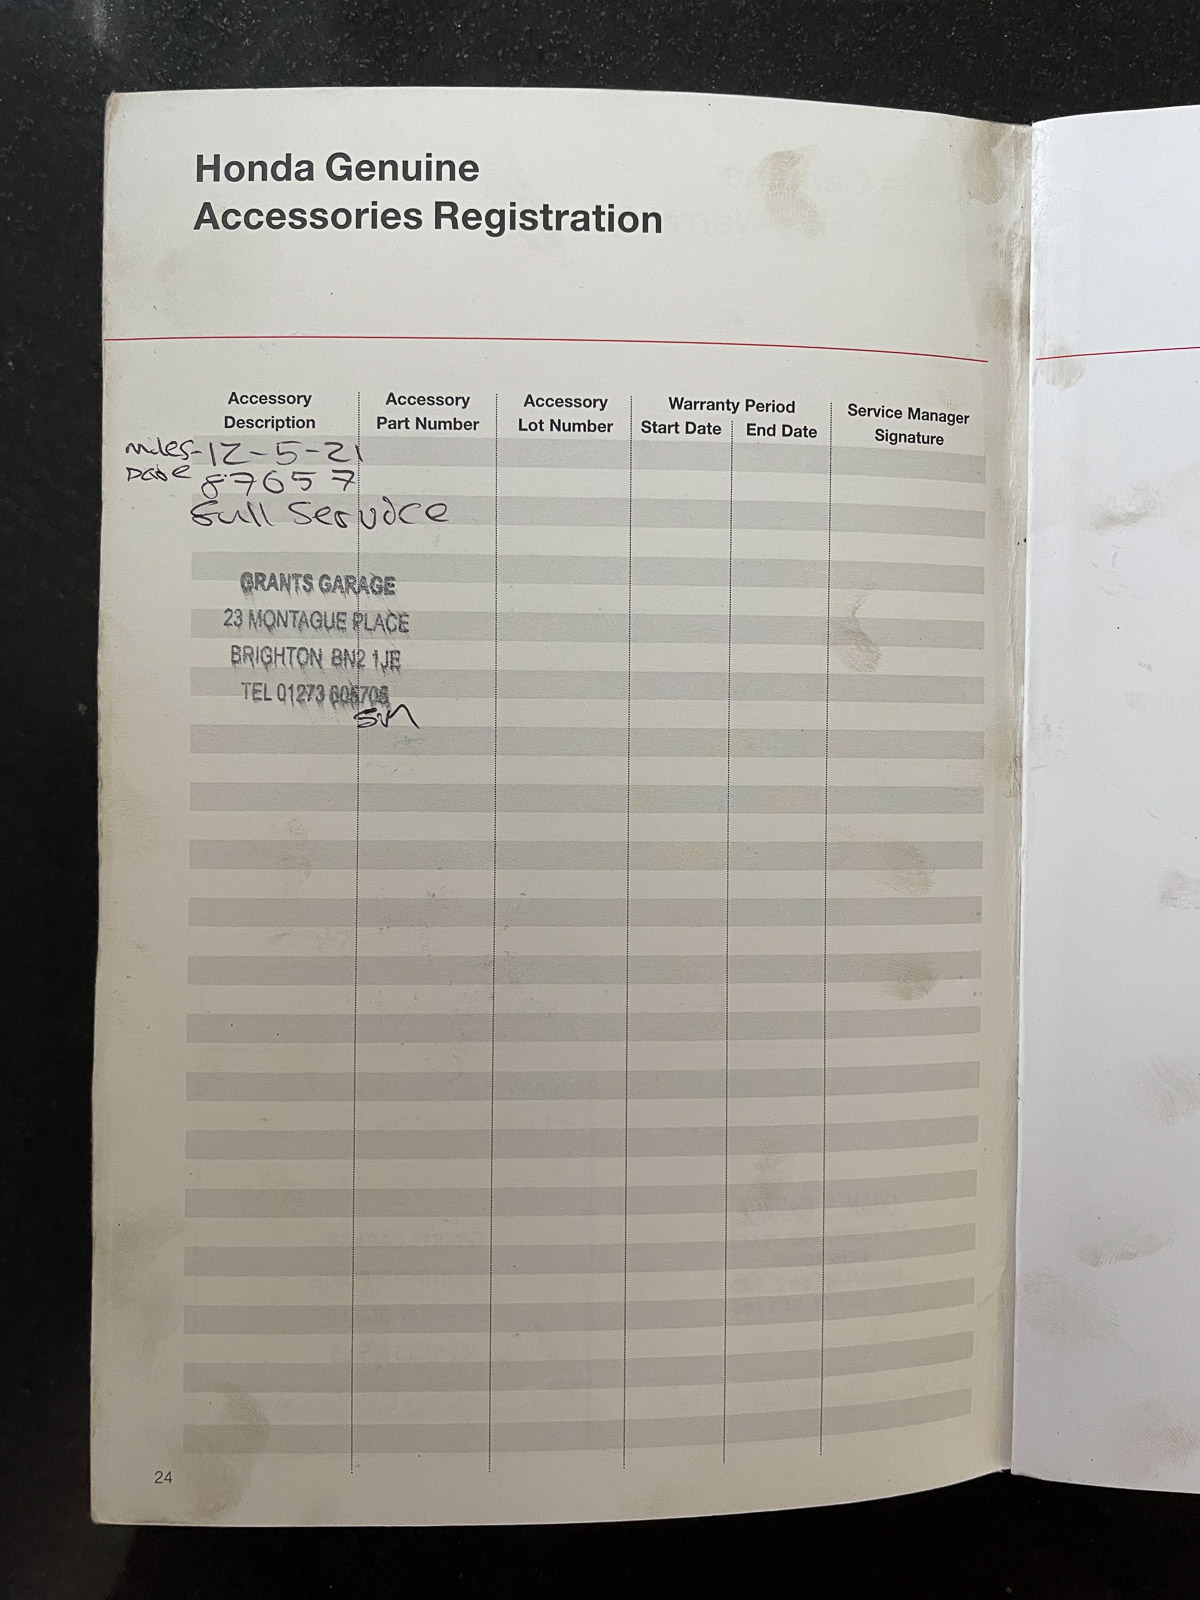 Honda Genuine
Accessories Registration
Accessory Description
Accessory Part Number
Accessory Lot Number
Warranty Period
Start Date
End Date
Service Manager Signature
miles-12-5-21
Date 87657
Full Service
GRANTS GARAGE
23 MONTAGUE PLACE
BRIGHTON BN2 1JE
TEL 01273
24